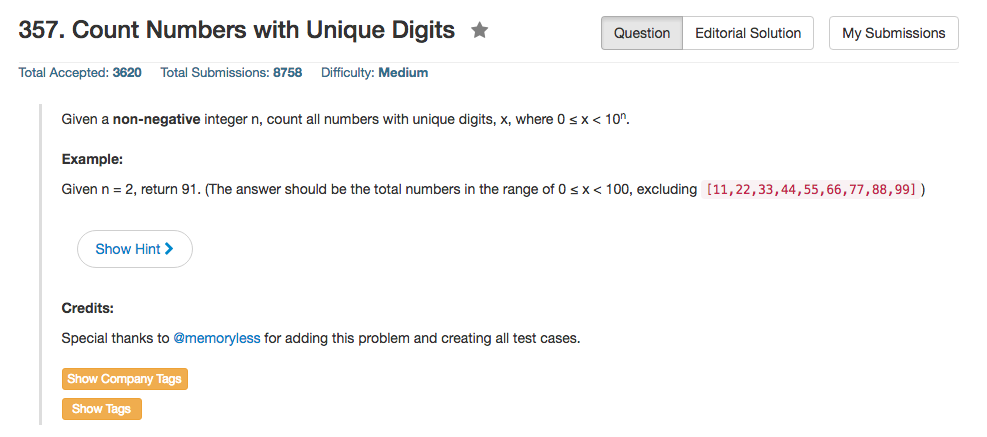 357. Count Numbers with Unique Digits ★ Question Editorial Solution My Submissions
Total Accepted: 3620 Total Submissions: 8758 Difficulty: Medium
Given a non-negative integer n, count all numbers with unique digits, x, where 0 ≤ x < 10ⁿ.
Example:
Given n = 2, return 91. (The answer should be the total numbers in the range of 0 ≤ x < 100, excluding [11,22,33,44,55,66,77,88,99] )
Show Hint
Credits:
Special thanks to @memoryless for adding this problem and creating all test cases.
Show Company Tags
Show Tags